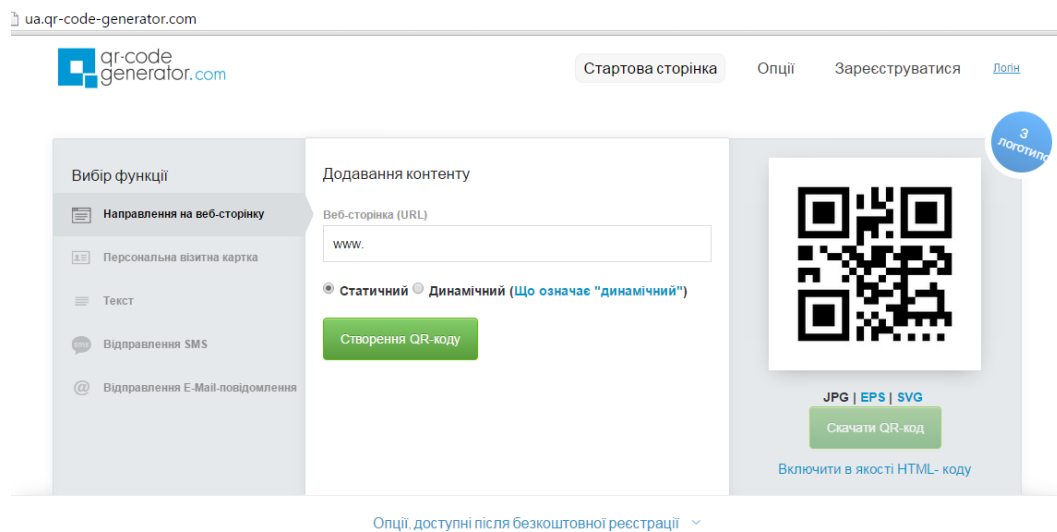 ua.qr-code-generator.com
qr-code
generator.com
Стартова сторінка
Опції
Зареєструватися
Логін
З
логотипо
Вибір функції
Направлення на веб-сторінку
Персональна візитна картка
Текст
sms Відправлення SMS
@ Відправлення E-Mail-повідомлення
Додавання контенту
Веб-сторінка (URL)
www.
Статичний Динамічний (Що означає "динамічний")
Створення QR-коду
JPG | EPS | SVG
Скачати QR-код
Включити в якості HTML- коду
Опції, доступні після безкоштовної реєстрації